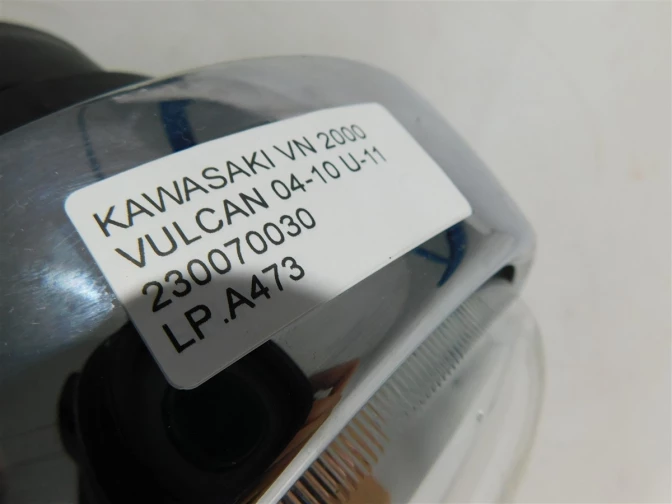 KAWASAKI VN 2000
VULCAN 04-10 U-11
230070030
LP.A473